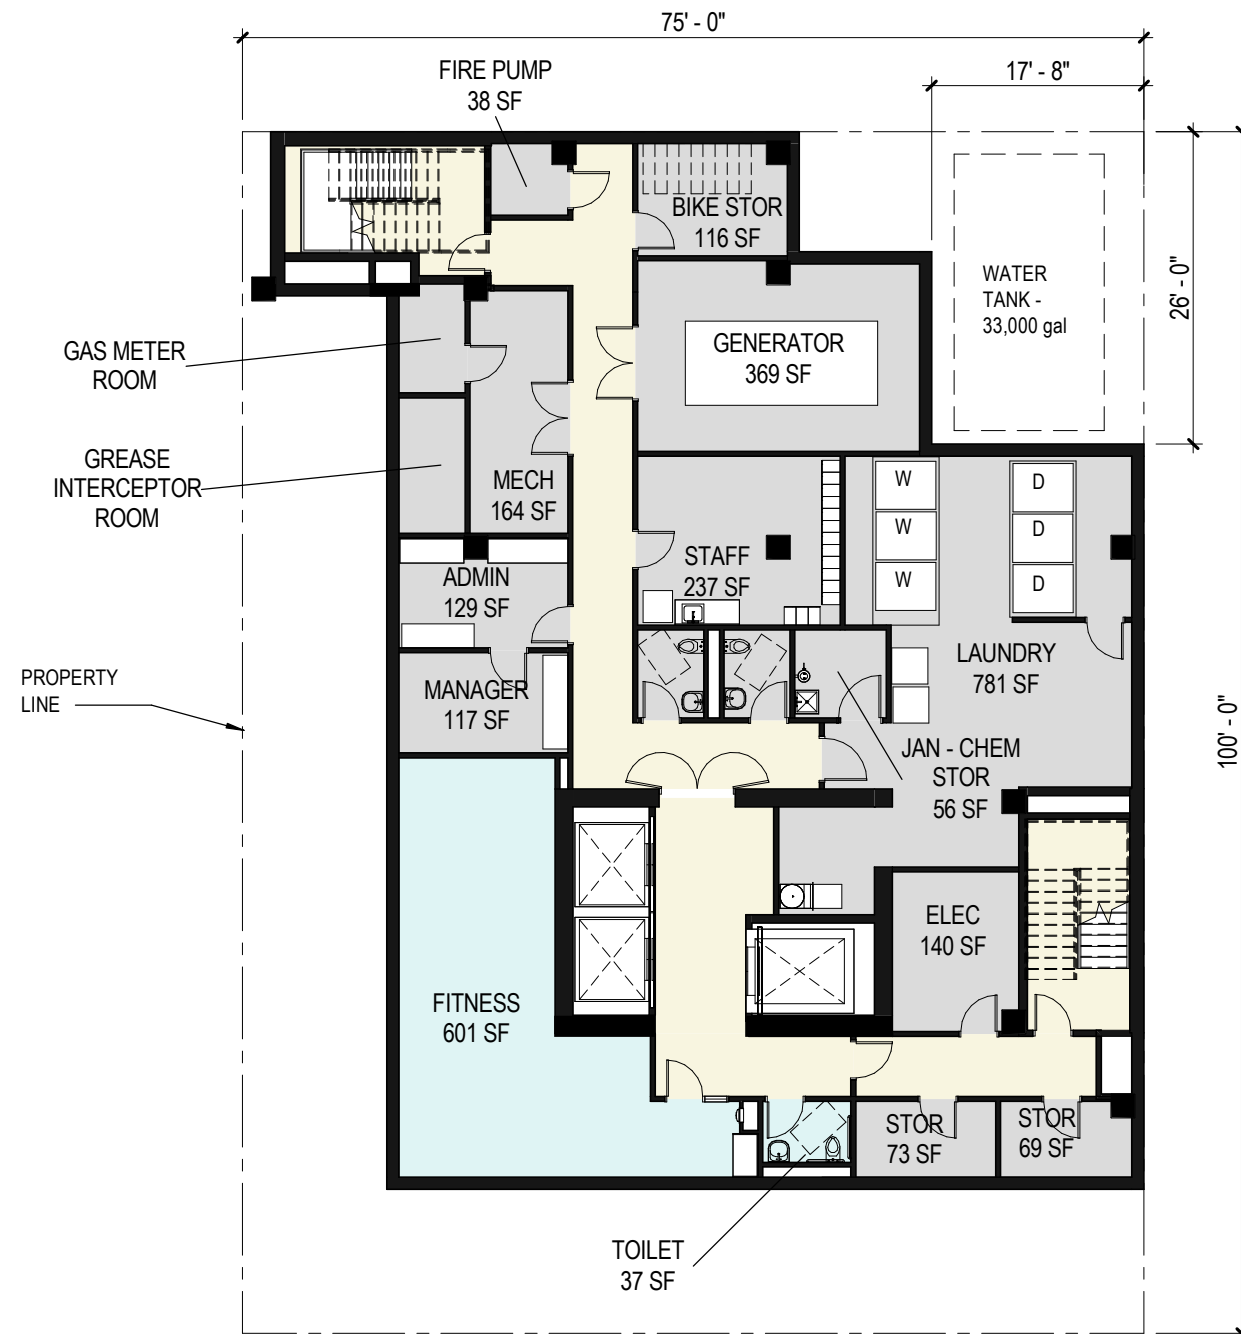 75' - 0"
17' - 8"
FIRE PUMP
38 SF
BIKE STOR
116 SF
WATER
TANK -
33,000 gal
26' - 0"
GENERATOR
369 SF
GAS METER
ROOM
GREASE
INTERCEPTOR
ROOM
MECH
164 SF
W
D
W
D
W
D
STAFF
237 SF
ADMIN
129 SF
LAUNDRY
781 SF
PROPERTY
LINE
MANAGER
117 SF
100' - 0"
JAN - CHEM
STOR
56 SF
ELEC
140 SF
FITNESS
601 SF
STOR
73 SF
STOR
69 SF
TOILET
37 SF